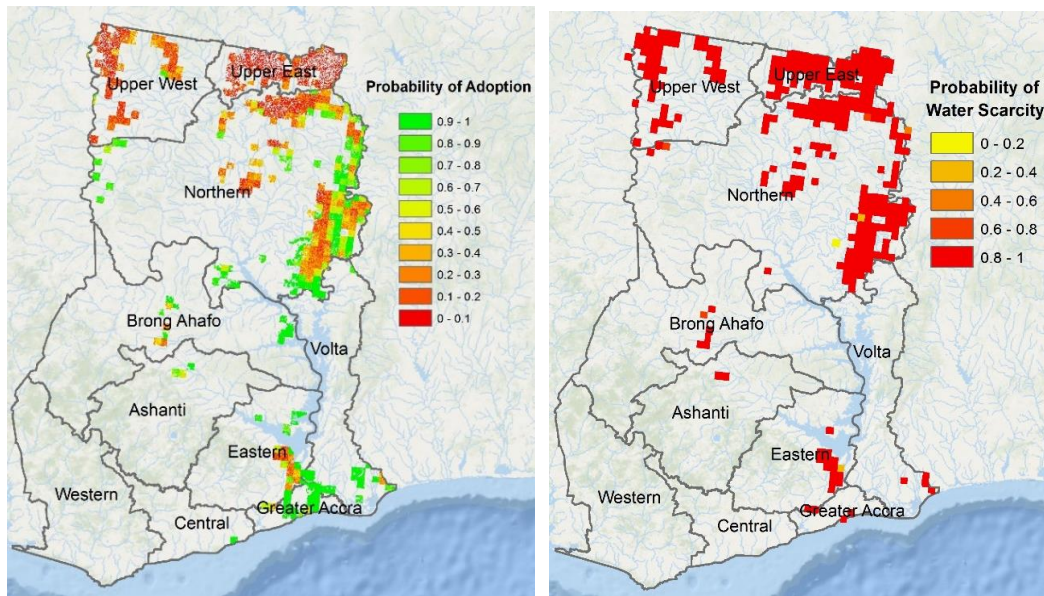 Upper West
Upper East
Northern
Brong Ahafo
Volta
Ashanti
Eastern
Western
Central
Greater Accra
Probability of Adoption
0.9 - 1
0.8 - 0.9
0.7 - 0.8
0.6 - 0.7
0.5 - 0.6
0.4 - 0.5
0.3 - 0.4
0.2 - 0.3
0.1 - 0.2
0 - 0.1
Upper West
Upper East
Northern
Brong Ahafo
Volta
Ashanti
Eastern
Western
Central
Greater Accra
Probability of
Water Scarcity
0 - 0.2
0.2 - 0.4
0.4 - 0.6
0.6 - 0.8
0.8 - 1